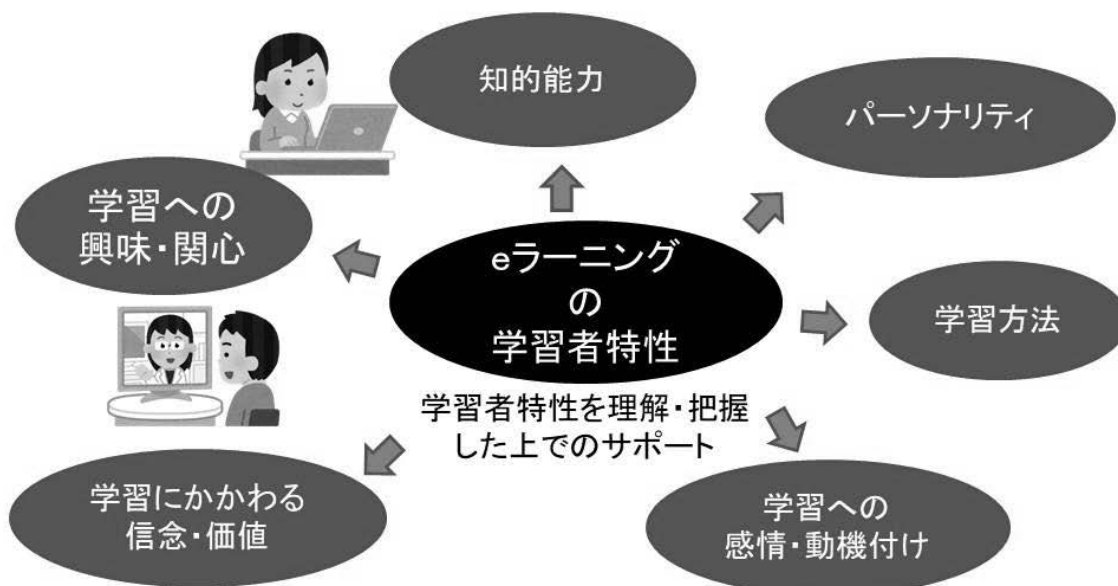 知的能力
パーソナリティ
学習への
興味・関心
eラーニング
の
学習者特性
学習方法
学習者特性を理解・把握
した上でのサポート
学習にかかわる
信念・価値
学習への
感情・動機付け